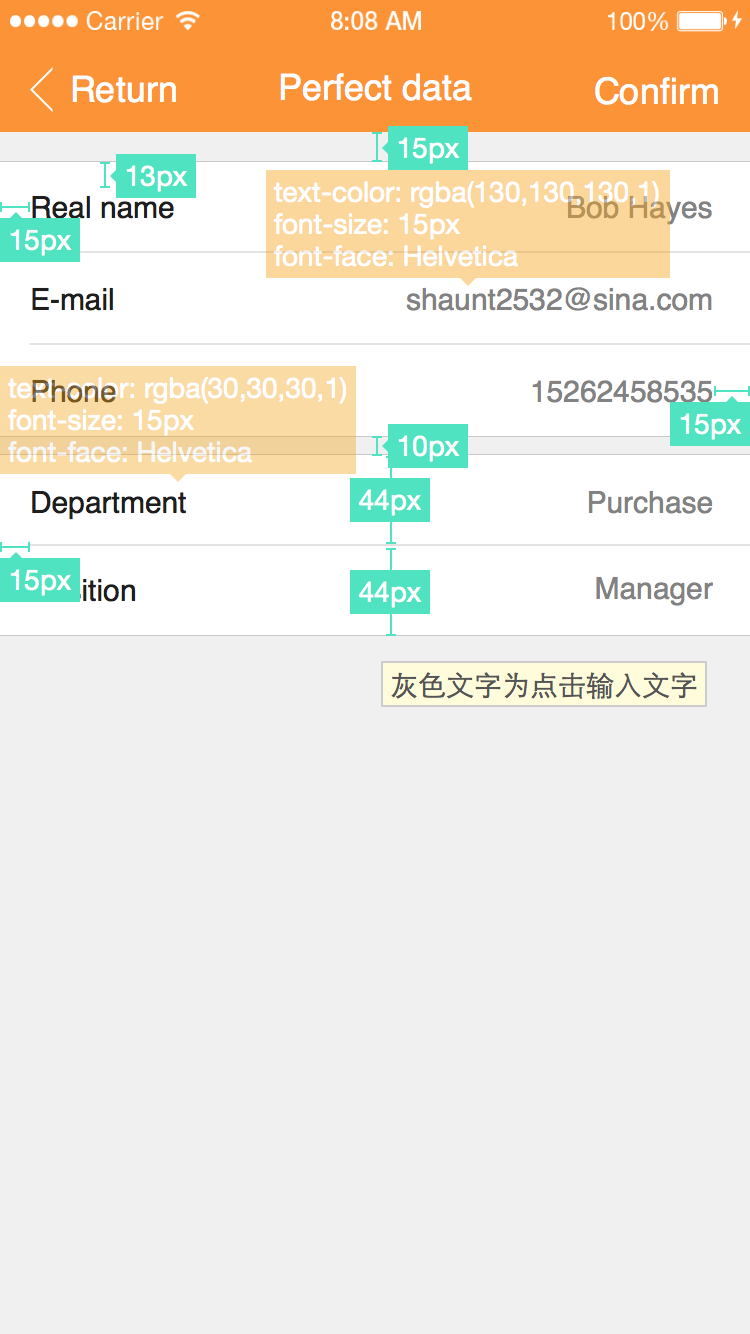 Carrier 8:08 AM 100%
Return Perfect data Confirm
15px
13px
text-color: rgba(130,130,130,1)
Real name Bob Hayes
font-size: 15px
15px
font-face: Helvetica
E-mail shaunt2532@sina.com
text-color: rgba(30,30,30,1)
Phone 15262458535
font-size: 15px
15px
10px
font-face: Helvetica
Department 44px Purchase
15px
ition 44px Manager
灰色文字为点击输入文字